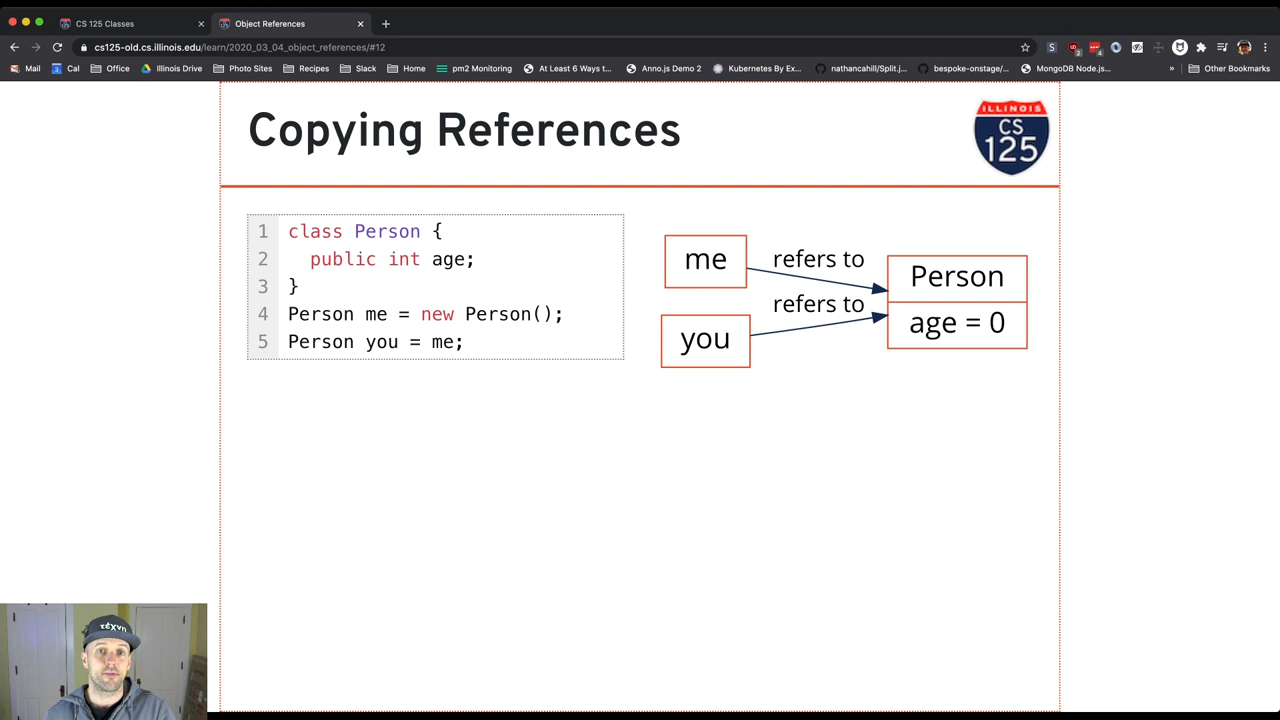 CS 125 Classes
Object References
cs125-old.cs.illinois.edu/learn/2020_03_04_object_references/#12
Mail Cal Office Illinois Drive Photo Sites Recipes Slack Home pm2 Monitoring At Least 6 Ways t... Anno.js Demo 2 Kubernetes By Ex... nathancahill/Split.j... bespoke-onstage/... MongoDB Node.js... » Other Bookmarks
Copying References
ILLINOIS
CS
125
1 class Person {
2 public int age;
3 }
4 Person me = new Person();
5 Person you = me;
me
refers to
Person
refers to
age = 0
you